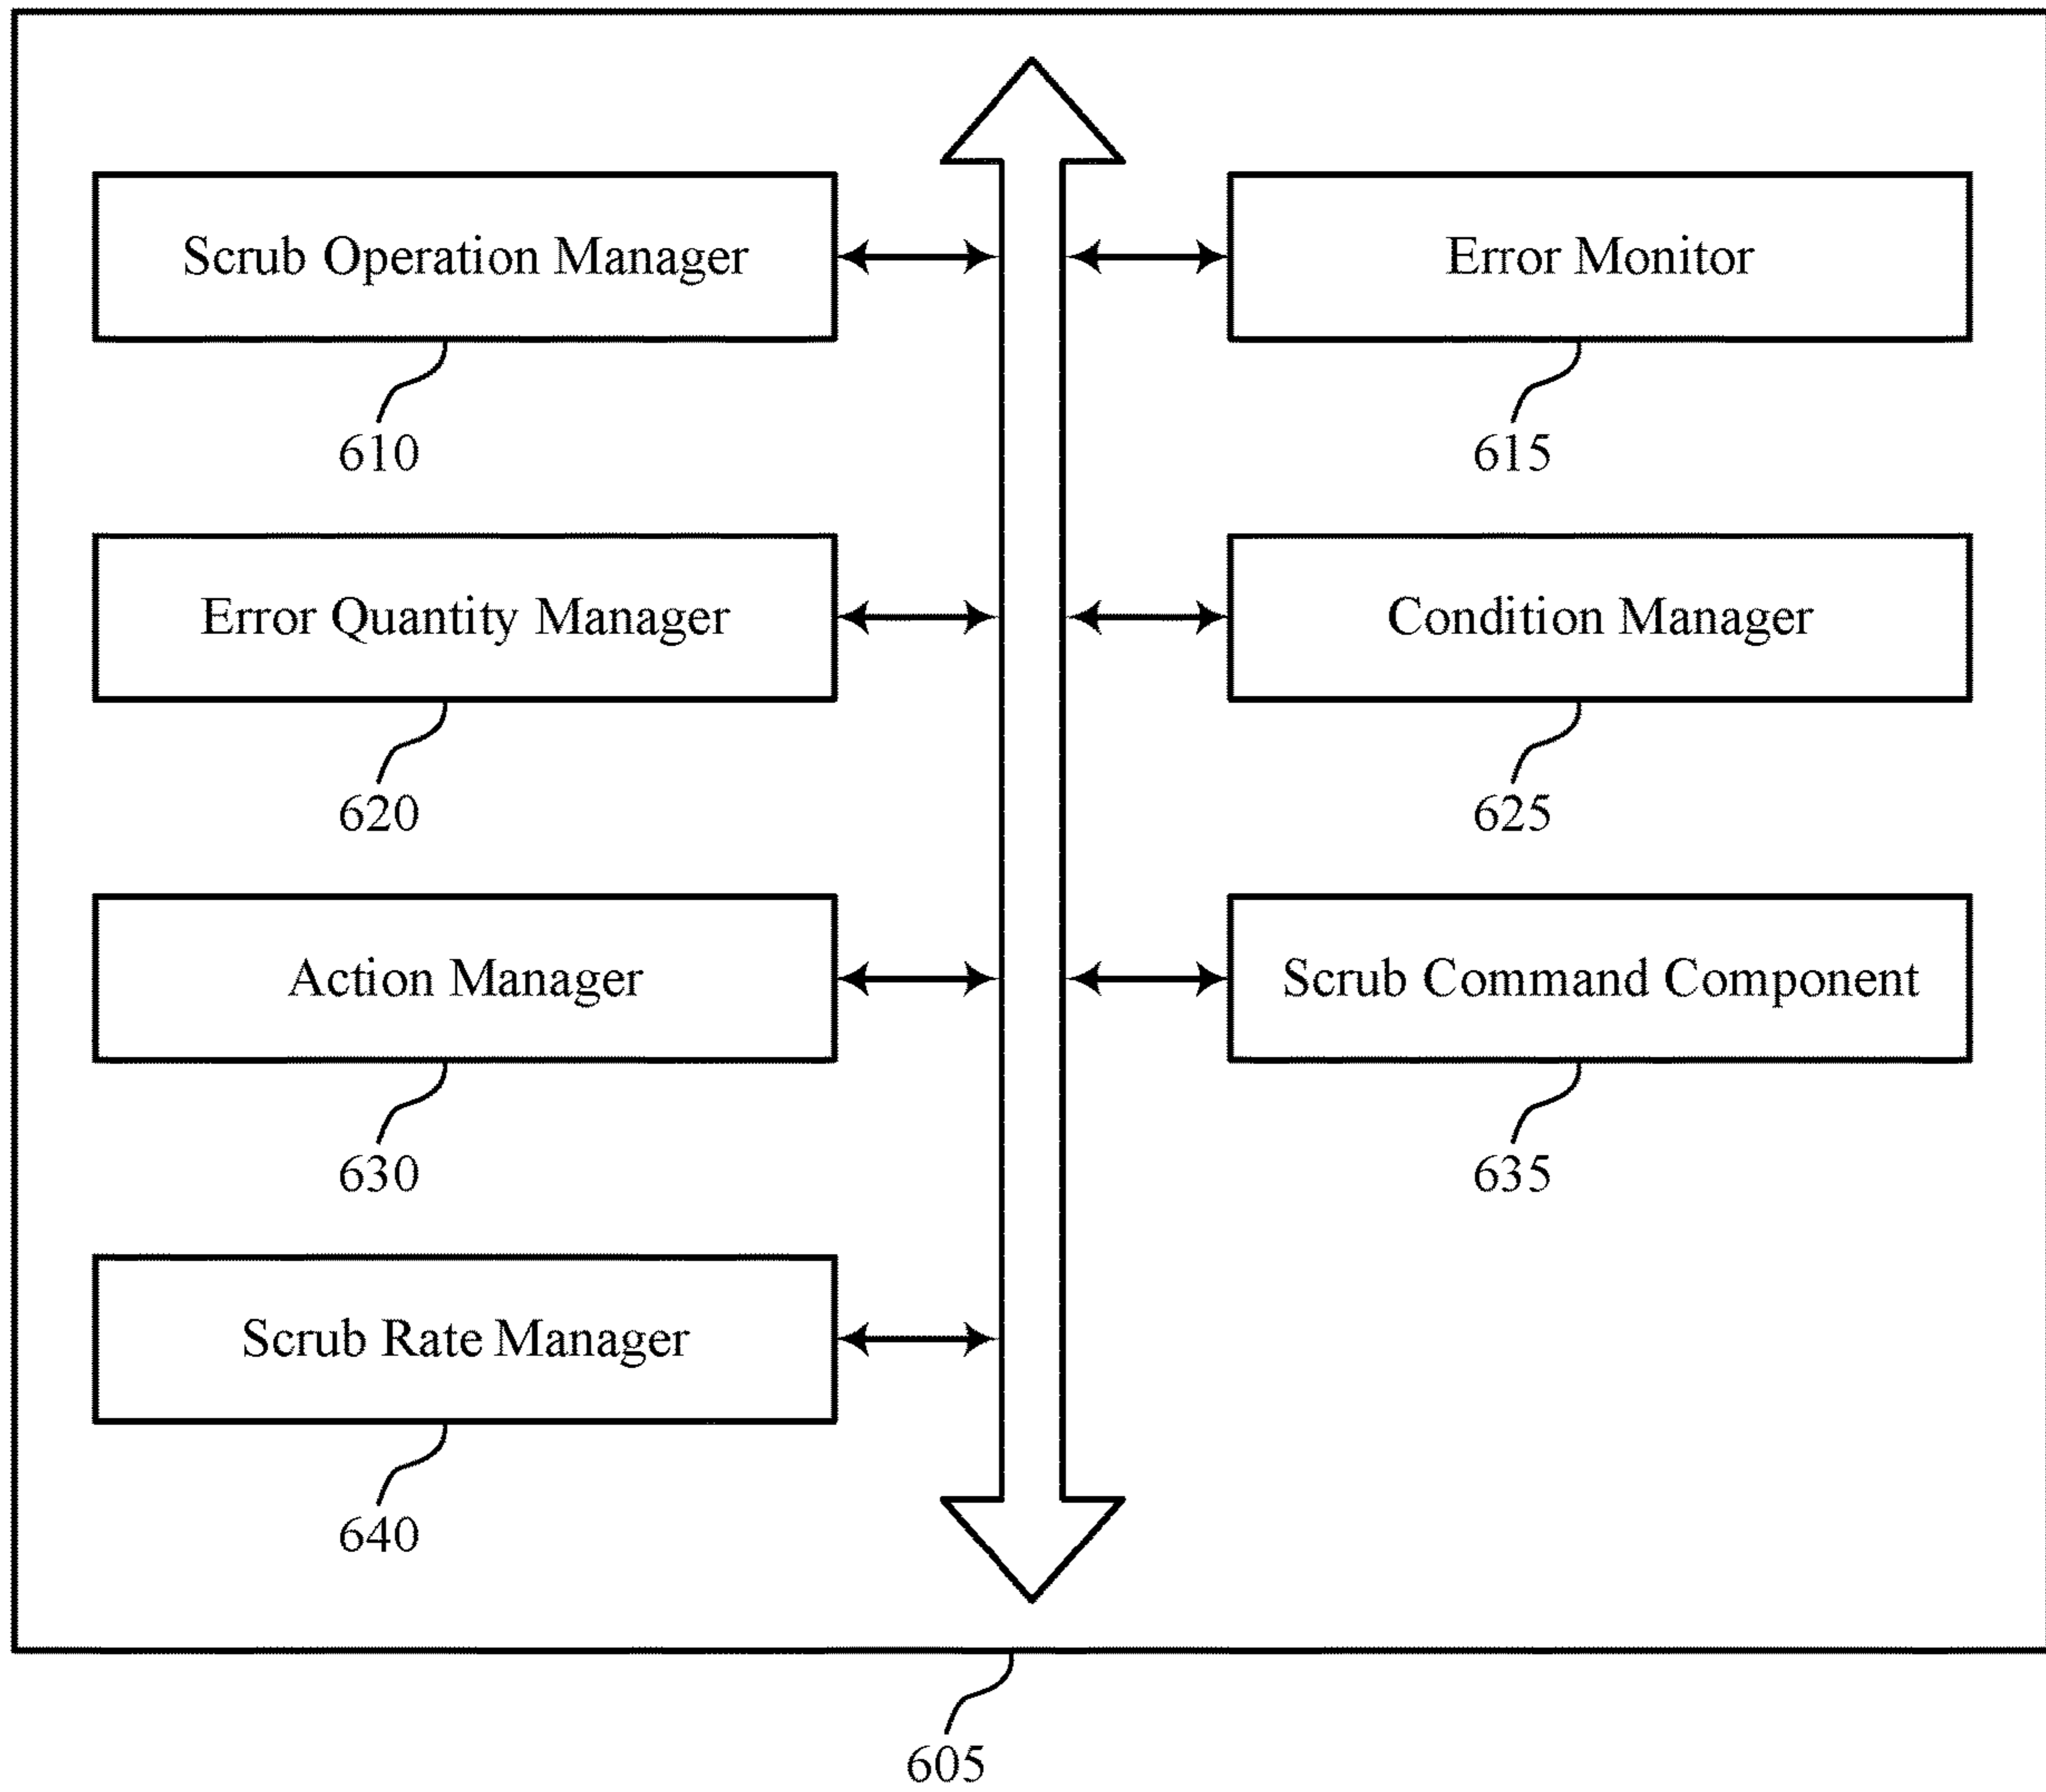 Scrub Operation Manager
Error Monitor
610
615
Error Quantity Manager
Condition Manager
620
625
Action Manager
Scrub Command Component
630
635
Scrub Rate Manager
640
605